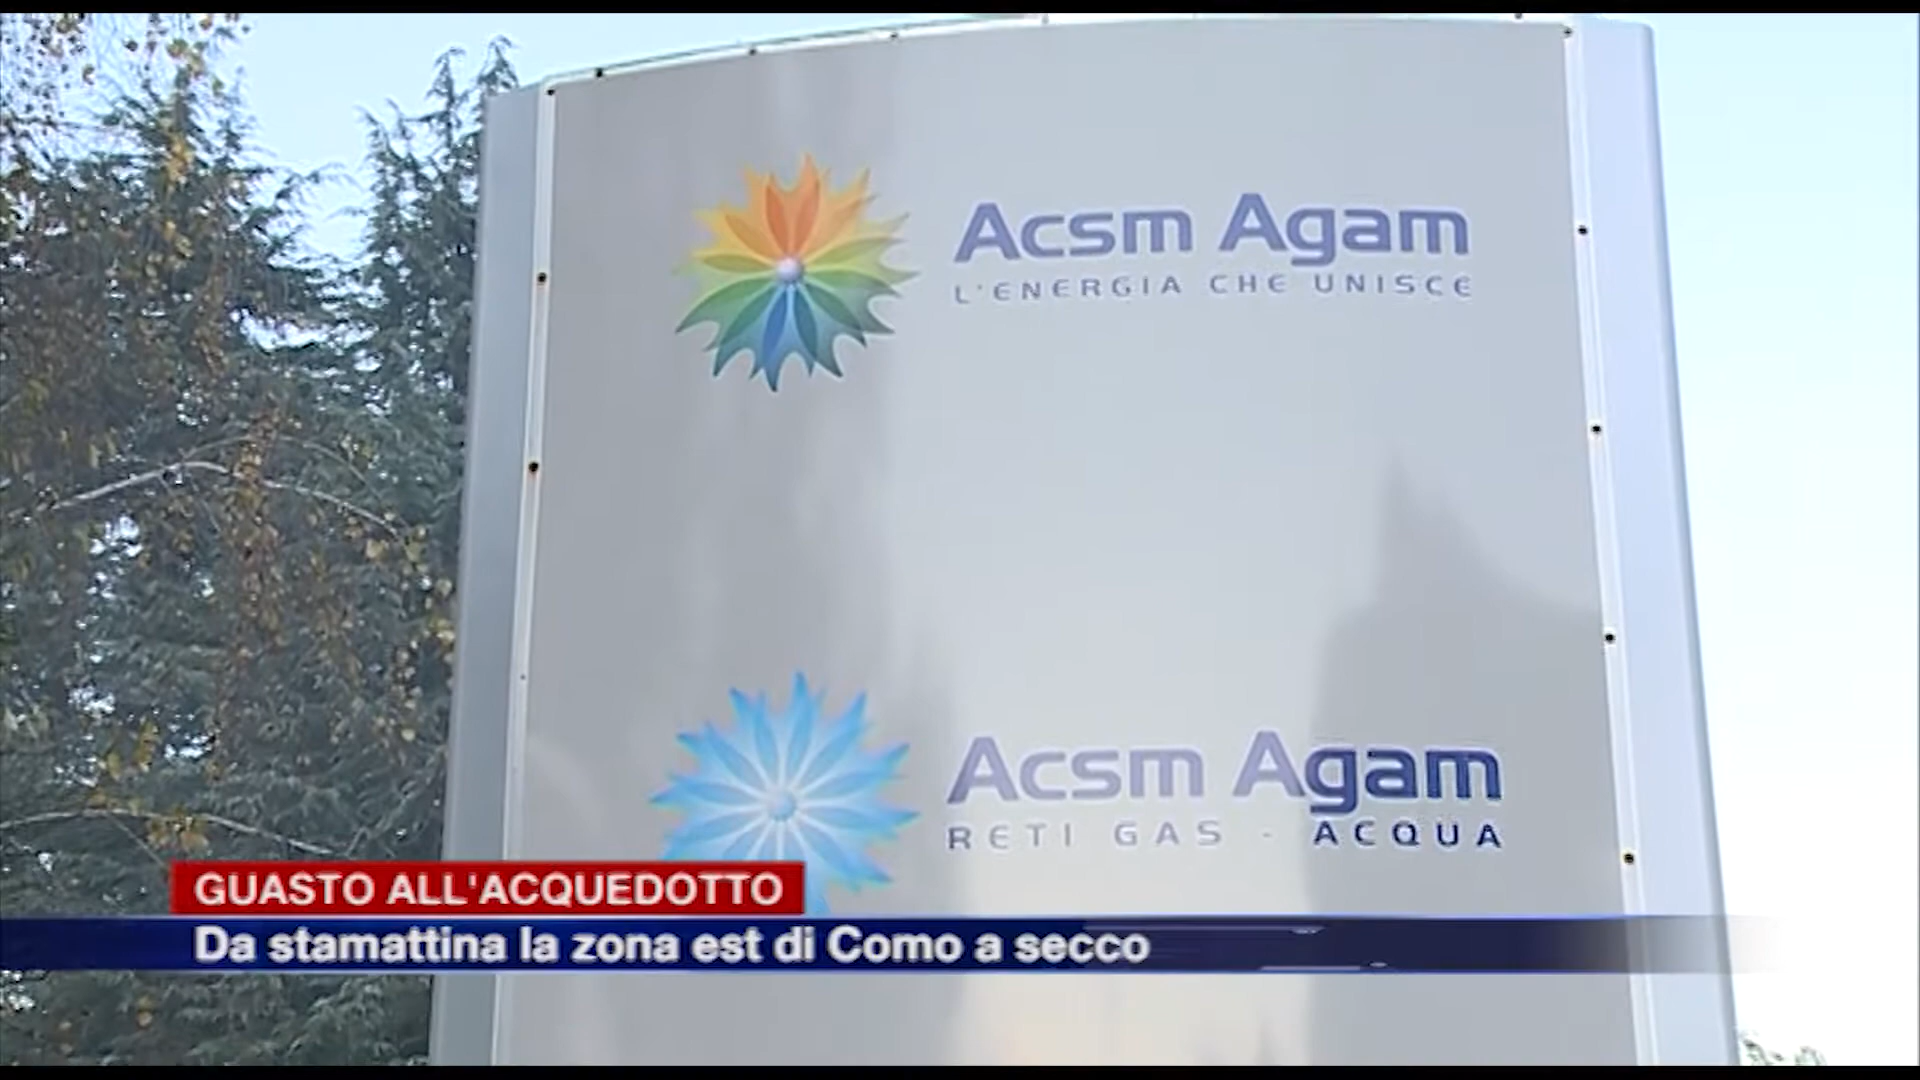 Acsm Agam
L'ENERGIA CHE UNISCE
Acsm Agam
RETI GAS - ACQUA
GUASTO ALL'ACQUEDOTTO
Da stamattina la zona est di Como a secco